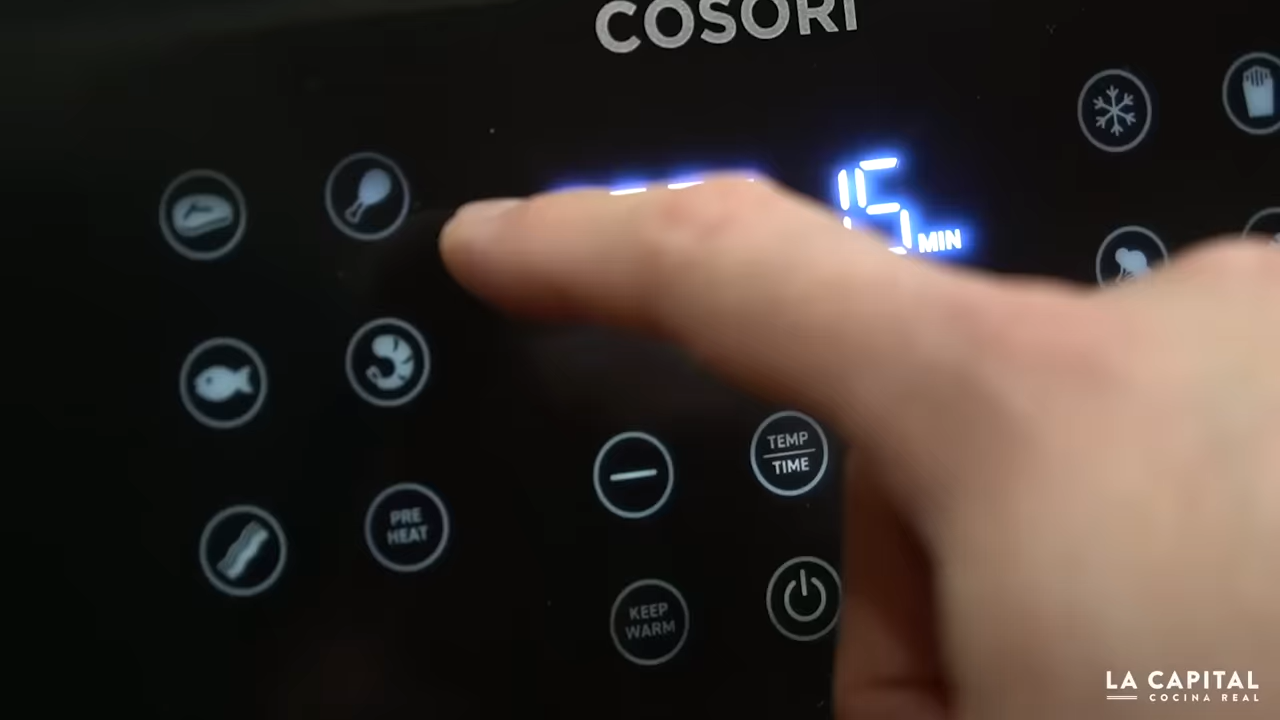 COSORI
15 MIN
TEMP
TIME
PRE
HEAT
KEEP
WARM
LA CAPITAL
COCINA REAL